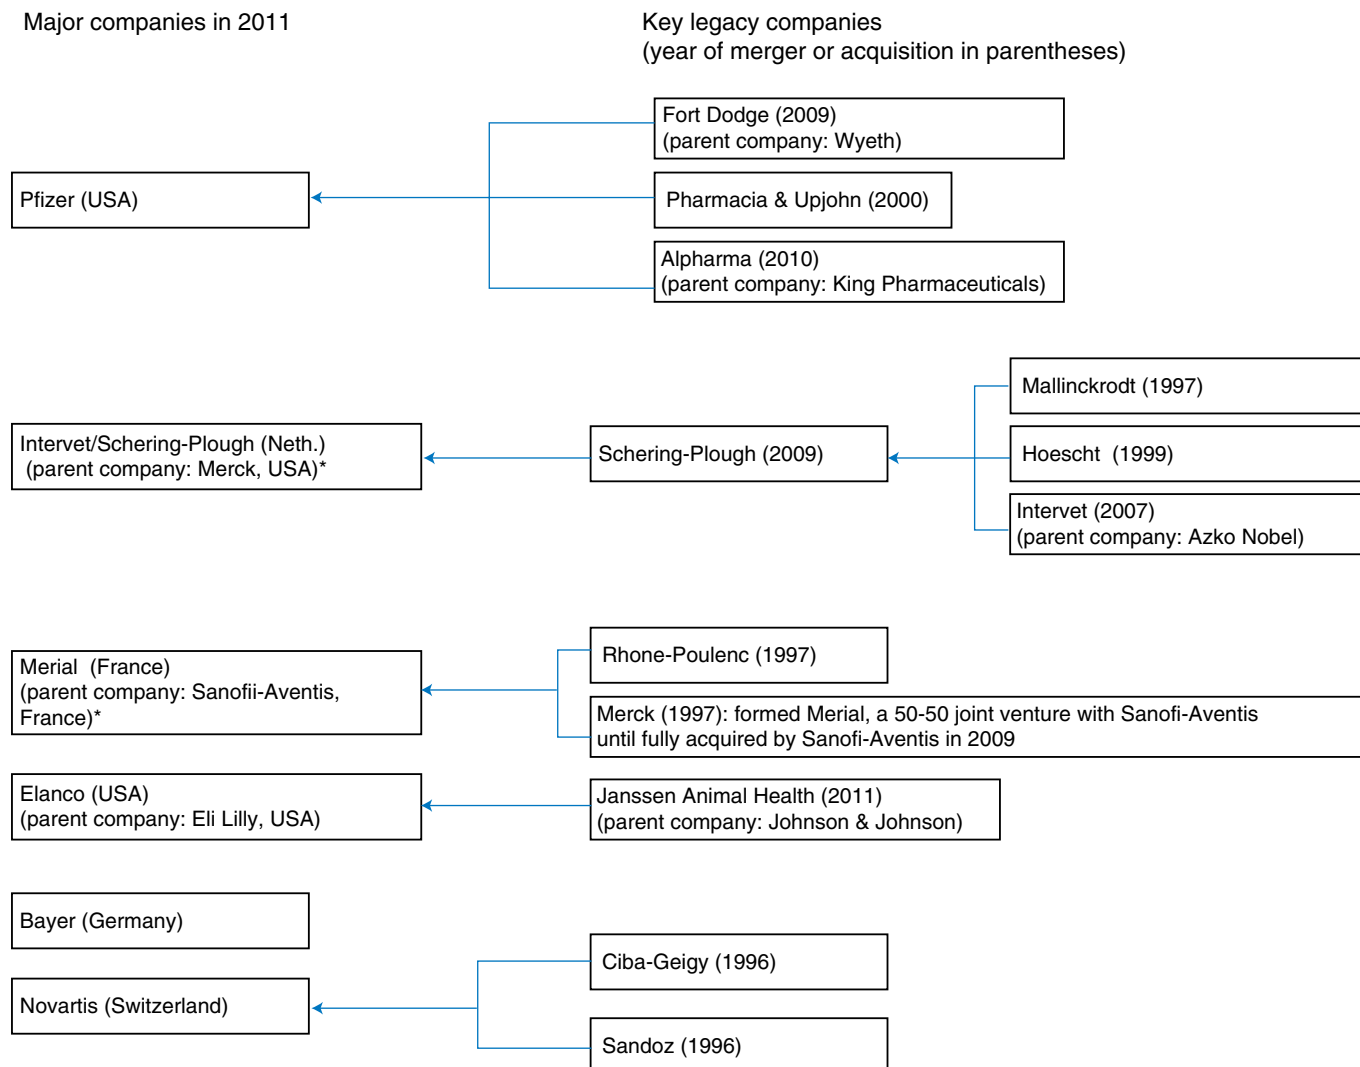 Major companies in 2011
Key legacy companies
(year of merger or acquisition in parentheses)
Fort Dodge (2009)
(parent company: Wyeth)
Pfizer (USA)
Pharmacia & Upjohn (2000)
Alpharma (2010)
(parent company: King Pharmaceuticals)
Mallinckrodt (1997)
Intervet/Schering-Plough (Neth.)
(parent company: Merck, USA)*
Schering-Plough (2009)
Hoescht (1999)
Intervet (2007)
(parent company: Azko Nobel)
Rhone-Poulenc (1997)
Merial (France)
(parent company: Sanofii-Aventis,
France)*
Merck (1997): formed Merial, a 50-50 joint venture with Sanofi-Aventis
until fully acquired by Sanofi-Aventis in 2009
Elanco (USA)
(parent company: Eli Lilly, USA)
Janssen Animal Health (2011)
(parent company: Johnson & Johnson)
Bayer (Germany)
Ciba-Geigy (1996)
Novartis (Switzerland)
Sandoz (1996)